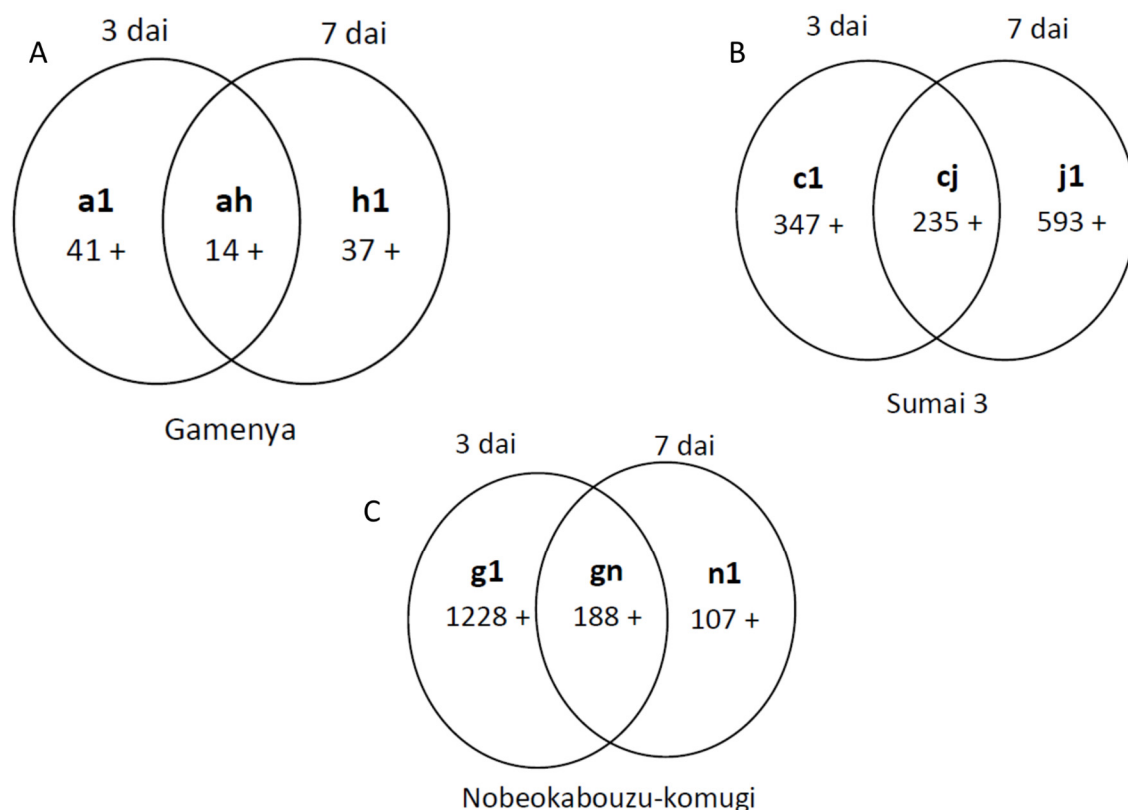 A
3 dai
7 dai
a1
ah
h1
41 +
14 +
37 +
Gamenya
B
3 dai
7 dai
c1
cj
j1
347 +
235 +
593 +
Sumai 3
C
3 dai
7 dai
g1
gn
n1
1228 +
188 +
107 +
Nobeokabouzu-komugi